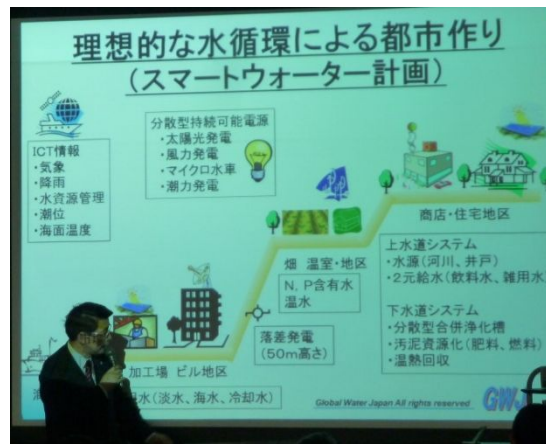 理想的な水循環による都市作り
（スマートウォーター計画）
ICT情報
・気象
・降雨
・水資源管理
・潮位
・海面温度
分散型持続可能電源
・太陽光発電
・風力発電
・マイクロ水車
・潮力発電
商店・住宅地区
畑 温室・地区
N, P含有水
温水
上水道システム
・水源（河川、井戸）
・2元給水（飲料水、雑用水
下水道システム
・分散型合併浄化槽
・汚泥資源化（肥料、燃料）
・温熱回収
落差発電
（50m高さ）
加工場 ビル地区
水（淡水、海水、冷却水）
Global Water Japan All rights reserved
GWJ